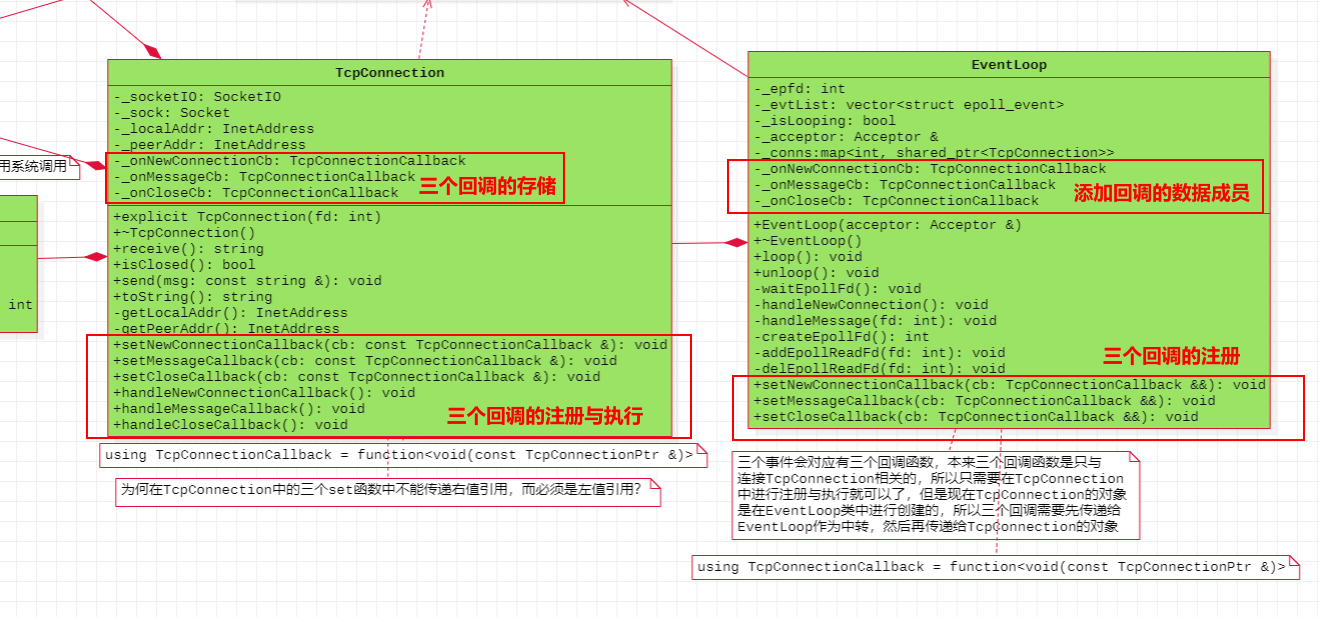 TcpConnection
-_socketIO: SocketIO
-_sock: Socket
-_localAddr: InetAddress
-_peerAddr: InetAddress
-_onNewConnectionCb: TcpConnectionCallback
-_onMessageCb: TcpConnectionCallback
-_onCloseCb: TcpConnectionCallback
三个回调的存储
+explicit TcpConnection(fd: int)
+~TcpConnection()
+receive(): string
+isClosed(): bool
+send(msg: const string &): void
+toString(): string
-getLocalAddr(): InetAddress
-getPeerAddr(): InetAddress
+setNewConnectionCallback(cb: const TcpConnectionCallback &): void
+setMessageCallback(cb: const TcpConnectionCallback &): void
+setCloseCallback(cb: const TcpConnectionCallback &): void
+handleNewConnectionCallback(): void
+handleMessageCallback(): void
+handleCloseCallback(): void
三个回调的注册与执行
using TcpConnectionCallback = function<void(const TcpConnectionPtr &)>
为何在TcpConnection中的三个set函数中不能传递右值引用，而必须是左值引用？
用系统调用
int
EventLoop
-_epfd: int
-_evtList: vector<struct epoll_event>
-_isLooping: bool
-_acceptor: Acceptor &
-_conns:map<int, shared_ptr<TcpConnection>>
-_onNewConnectionCb: TcpConnectionCallback
-_onMessageCb: TcpConnectionCallback
-_onCloseCb: TcpConnectionCallback
添加回调的数据成员
+EventLoop(acceptor: Acceptor &)
+~EventLoop()
+loop(): void
+unloop(): void
-waitEpollFd(): void
-handleNewConnection(): void
-handleMessage(fd: int): void
-createEpollFd(): int
-addEpollReadFd(fd: int): void
-delEpollReadFd(fd: int): void
三个回调的注册
+setNewConnectionCallback(cb: TcpConnectionCallback &&): void
+setMessageCallback(cb: TcpConnectionCallback &&): void
+setCloseCallback(cb: TcpConnectionCallback &&): void
三个事件会对应有三个回调函数，本来三个回调函数是只与
连接TcpConnection相关的，所以只需要在TcpConnection
中进行注册与执行就可以了，但是现在TcpConnection的对象
是在EventLoop类中进行创建的，所以三个回调需要先传递给
EventLoop作为中转，然后再传递给TcpConnection的对象
using TcpConnectionCallback = function<void(const TcpConnectionPtr &)>